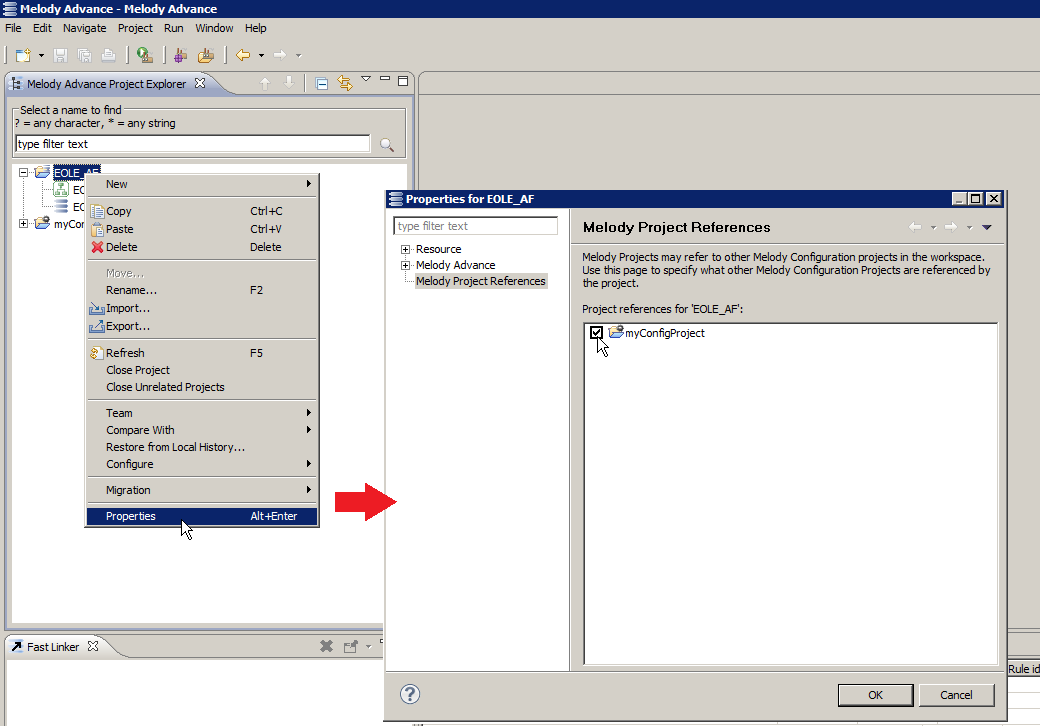 Melody Advance - Melody Advance
File Edit Navigate Project Run Window Help
Melody Advance Project Explorer
Select a name to find
? = any character, * = any string
type filter text
EOLE_AF
EC
EC
myCor
New
Copy Ctrl+C
Paste Ctrl+V
Delete Delete
Move...
Rename... F2
Import...
Export...
Refresh F5
Close Project
Close Unrelated Projects
Team
Compare With
Restore from Local History...
Configure
Migration
Properties Alt+Enter
Fast Linker
Properties for EOLE_AF
type filter text
Resource
Melody Advance
Melody Project References
Melody Project References
Melody Projects may refer to other Melody Configuration projects in the workspace.
Use this page to specify what other Melody Configuration Projects are referenced by
the project.
Project references for 'EOLE_AF':
myConfigProject
?
OK Cancel
Rule id